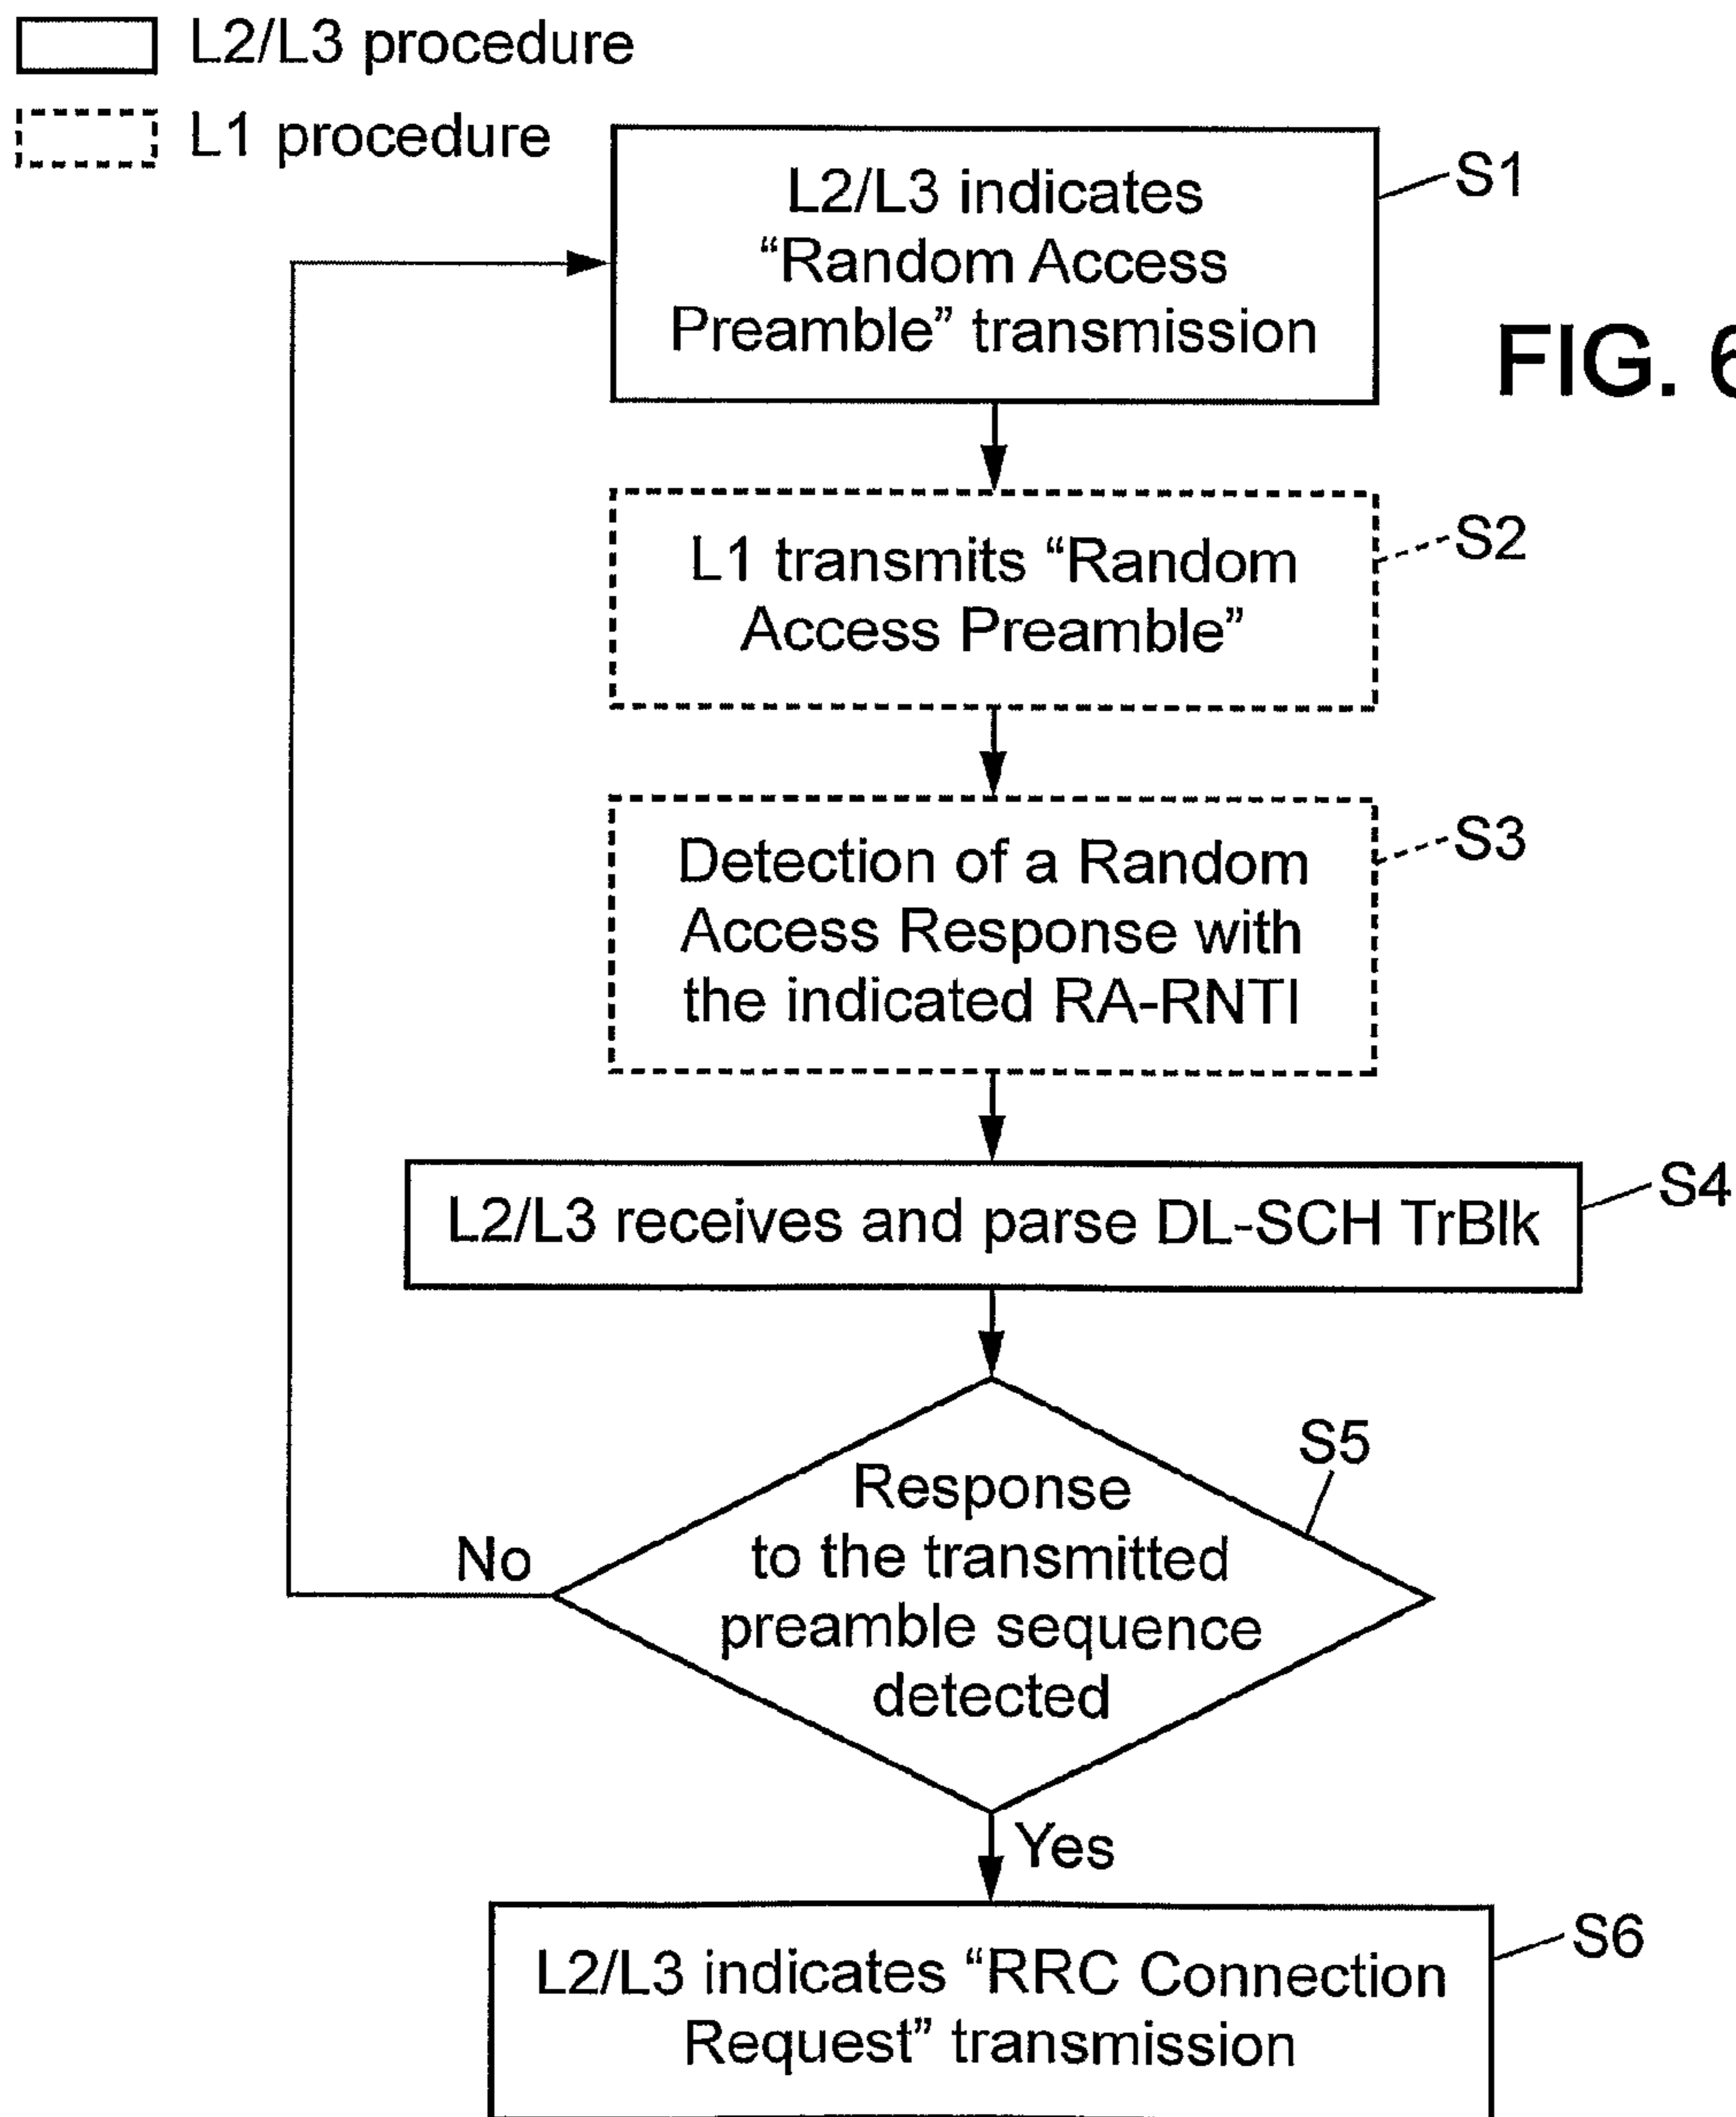 L2/L3 procedure
L1 procedure
L2/L3 indicates
“Random Access
Preamble” transmission
S1
FIG. 6
L1 transmits “Random
Access Preamble”
S2
Detection of a Random
Access Response with
the indicated RA-RNTI
S3
L2/L3 receives and parse DL-SCH TrBlk
S4
Response
to the transmitted
preamble sequence
detected
S5
No
Yes
L2/L3 indicates “RRC Connection
Request” transmission
S6